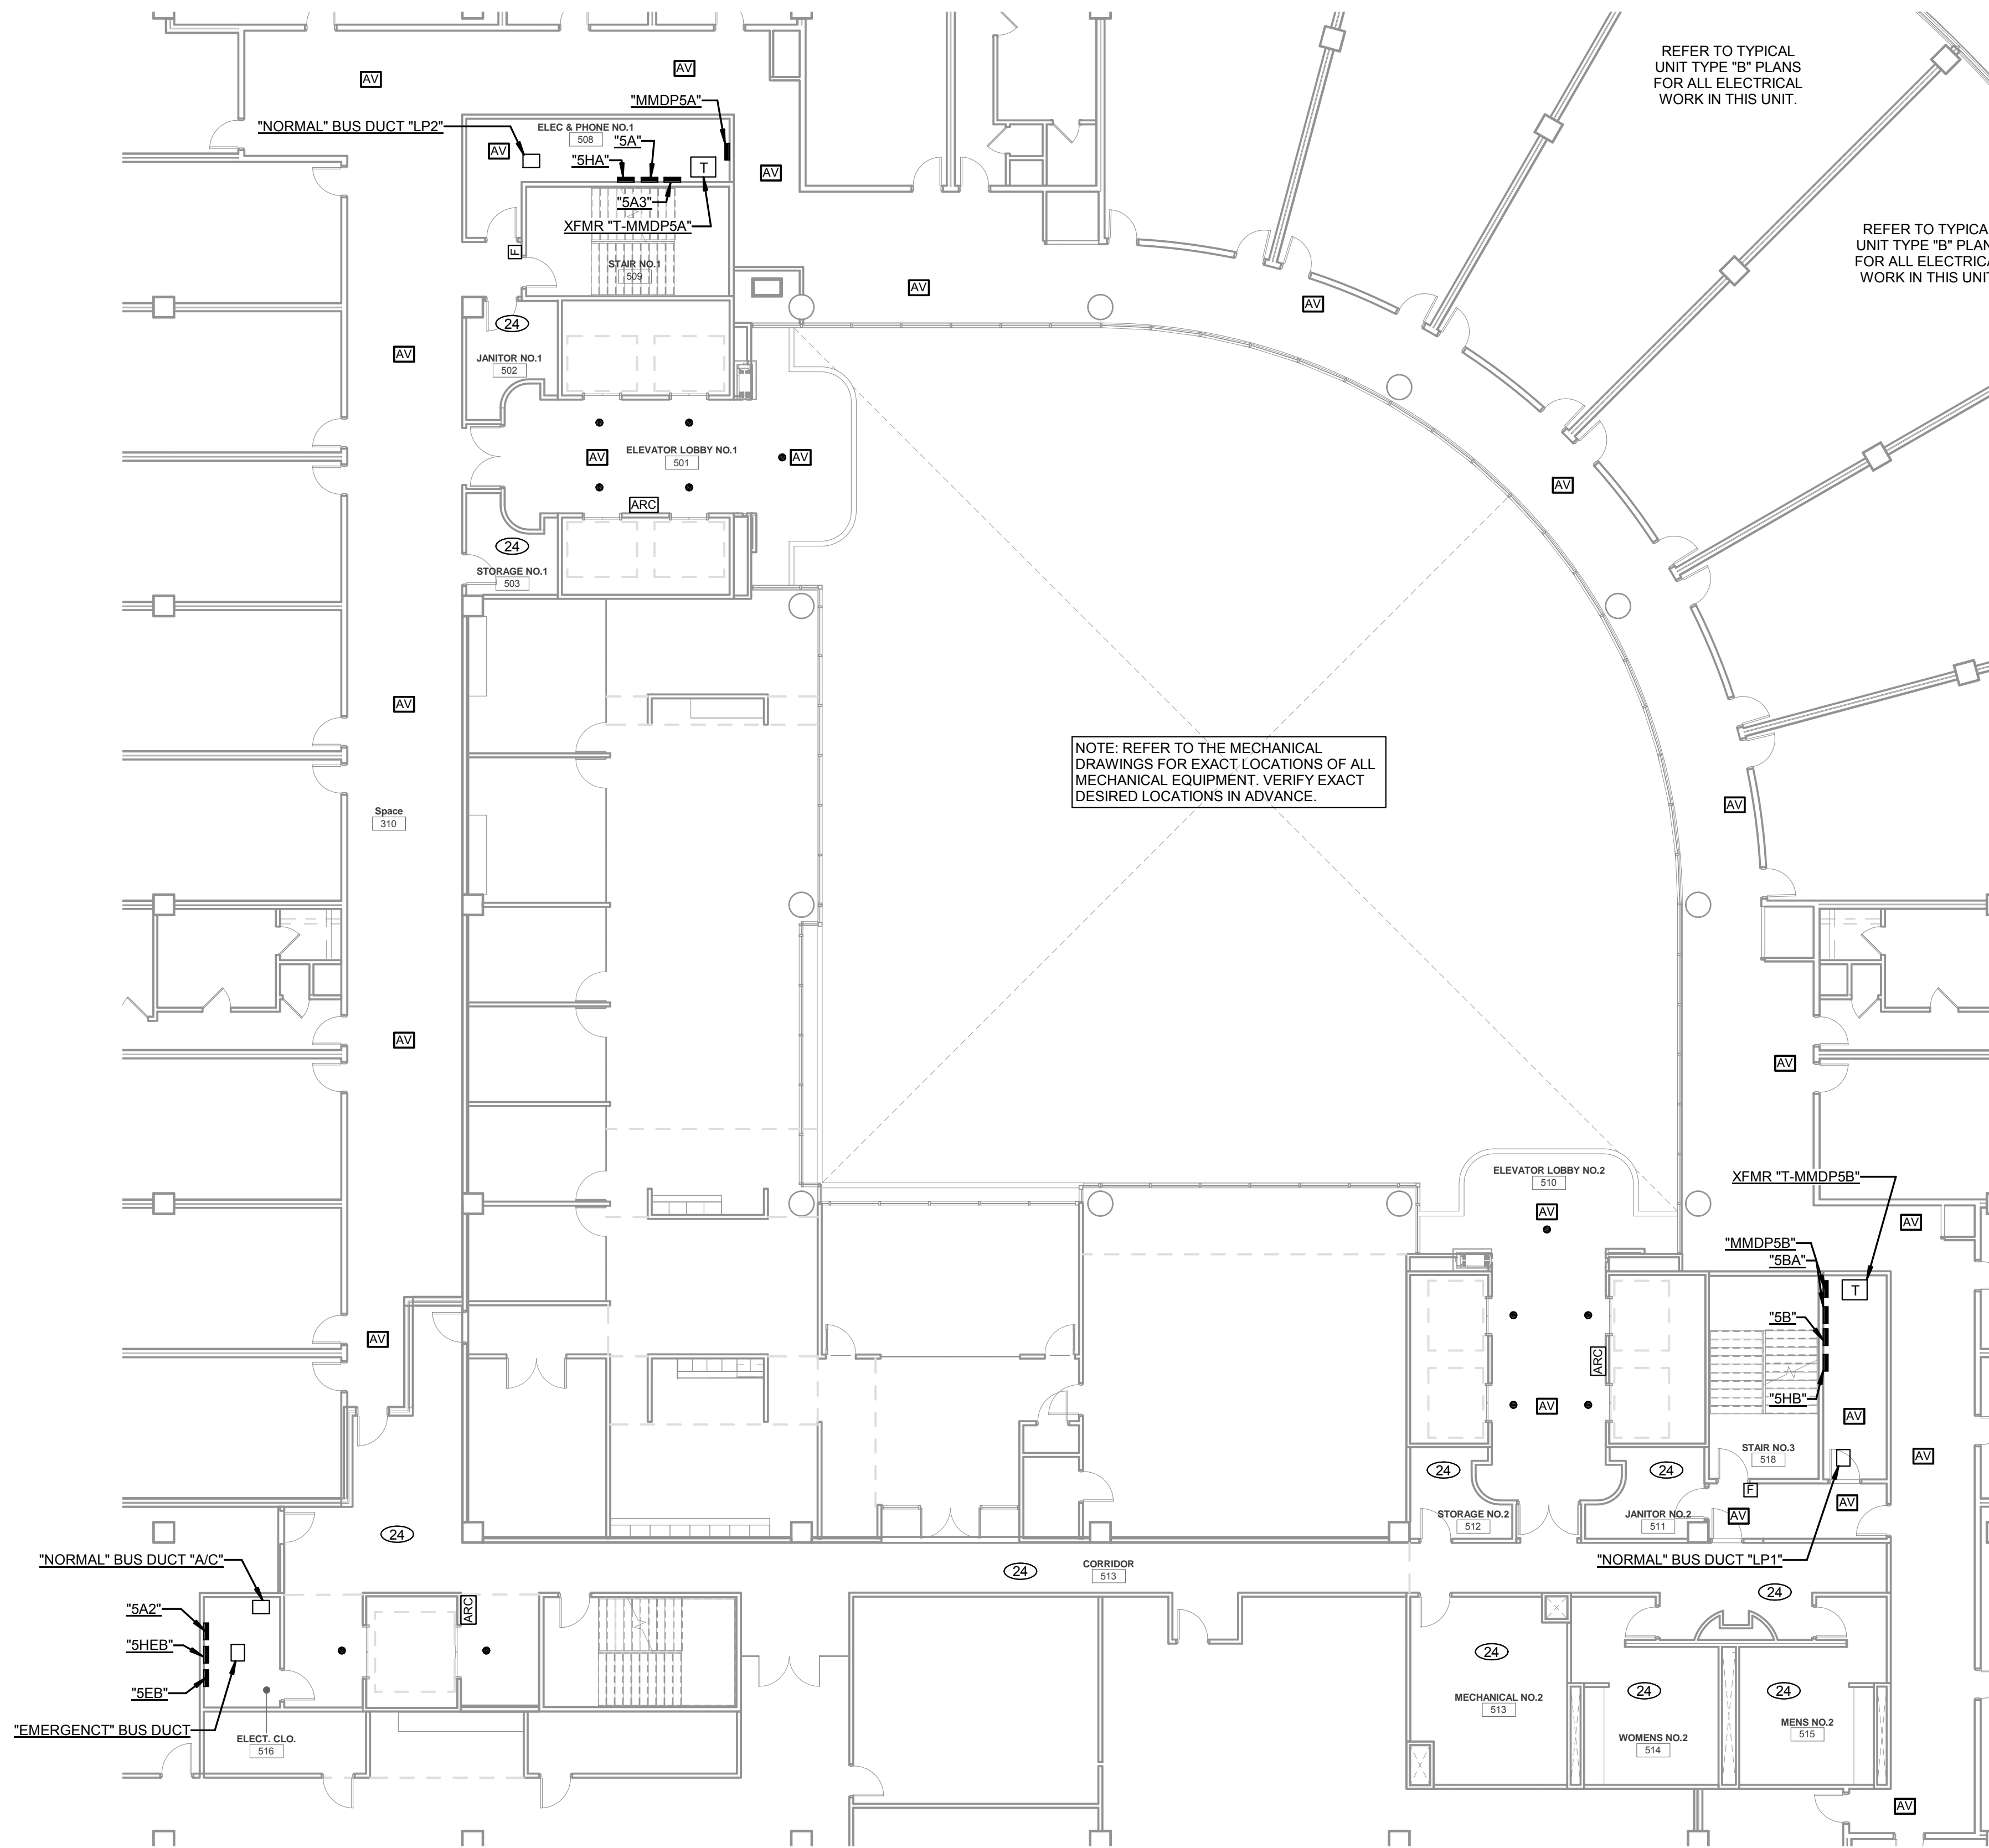 REFER TO TYPICAL
UNIT TYPE "B" PLANS
FOR ALL ELECTRICAL
WORK IN THIS UNIT.
AV
AV
"MMDP5A"
"NORMAL" BUS DUCT "LP2"
ELEC & PHONE NO.1
508
"5A"
AV
"5HA"
T
AV
"5A3"
XFMR "T-MMDP5A"
F
STAIR NO.1
509
REFER TO TYPICA
UNIT TYPE "B" PLAN
FOR ALL ELECTRICA
WORK IN THIS UNIT
AV
AV
24
AV
JANITOR NO.1
502
AV
ELEVATOR LOBBY NO.1
501
AV
ARC
AV
24
STORAGE NO.1
503
AV
NOTE: REFER TO THE MECHANICAL
DRAWINGS FOR EXACT LOCATIONS OF ALL
MECHANICAL EQUIPMENT. VERIFY EXACT
DESIRED LOCATIONS IN ADVANCE.
Space
310
AV
AV
AV
ELEVATOR LOBBY NO.2
510
XFMR "T-MMDP5B"
AV
AV
"MMDP5B"
"5BA"
T
"5B"
AV
ARC
"5HB"
AV
AV
STAIR NO.3
518
AV
24
24
F
AV
AV
STORAGE NO.2
512
JANITOR NO.2
511
24
"NORMAL" BUS DUCT "A/C"
24
CORRIDOR
513
"NORMAL" BUS DUCT "LP1"
24
"5A2"
ARC
"5HEB"
24
"5EB"
24
24
MECHANICAL NO.2
513
"EMERGENCT" BUS DUCT
ELECT. CLO.
516
WOMENS NO.2
514
MENS NO.2
515
AV